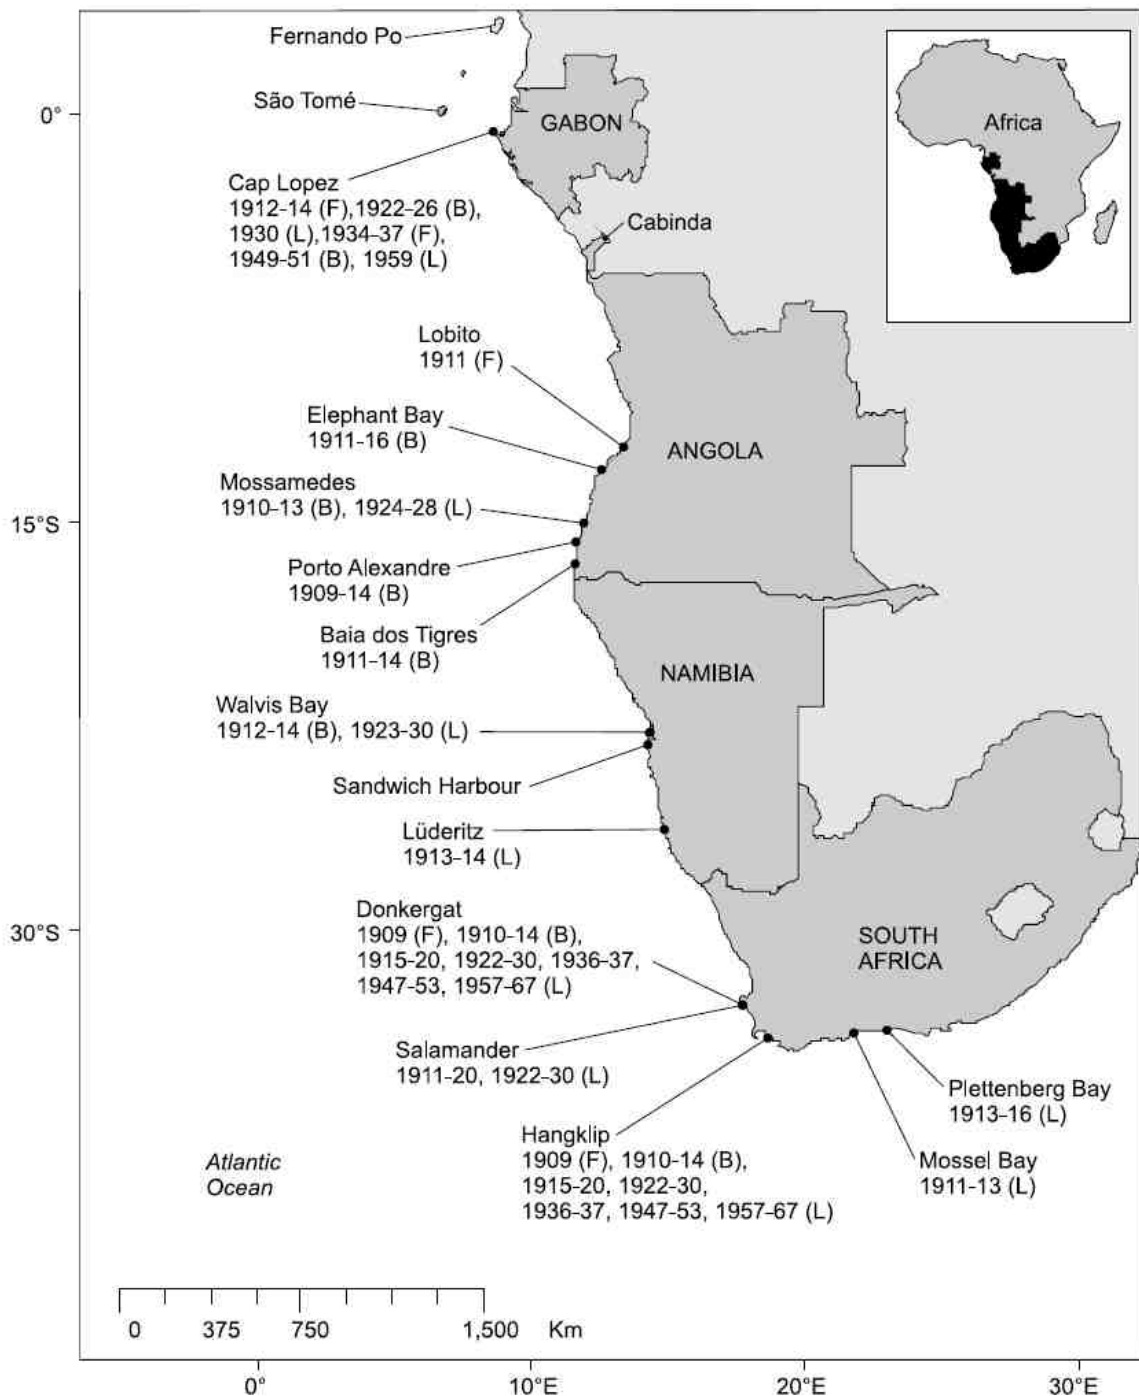 Fernando Po
São Tomé
0°
GABON
Africa
Cap Lopez
1912-14 (F),1922-26 (B),
1930 (L),1934-37 (F),
1949-51 (B), 1959 (L)
Cabinda
Lobito
1911 (F)
Elephant Bay
1911-16 (B)
ANGOLA
Mossamedes
1910-13 (B), 1924-28 (L)
15°S
Porto Alexandre
1909-14 (B)
Baia dos Tigres
1911-14 (B)
NAMIBIA
Walvis Bay
1912-14 (B), 1923-30 (L)
Sandwich Harbour
Lüderitz
1913-14 (L)
30°S
Donkergat
1909 (F), 1910-14 (B),
1915-20, 1922-30, 1936-37,
1947-53, 1957-67 (L)
SOUTH
AFRICA
Salamander
1911-20, 1922-30 (L)
Plettenberg Bay
1913-16 (L)
Hangklip
1909 (F), 1910-14 (B),
1915-20, 1922-30,
1936-37, 1947-53, 1957-67 (L)
Mossel Bay
1911-13 (L)
Atlantic
Ocean
0 375 750 1,500 Km
0° 10°E 20°E 30°E